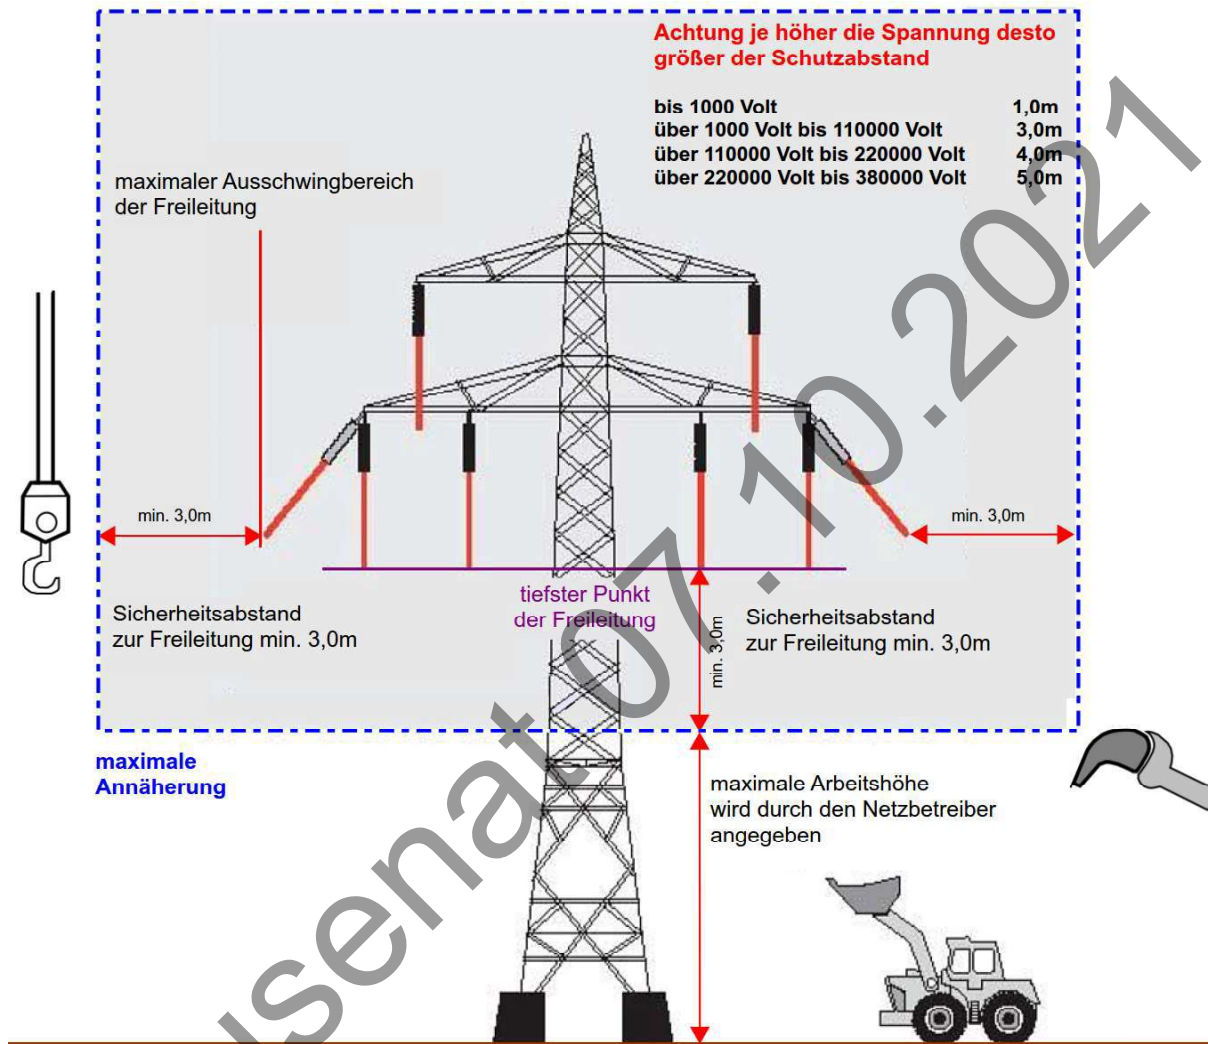 Achtung je höher die Spannung desto
größer der Schutzabstand
bis 1000 Volt 1,0m
über 1000 Volt bis 110000 Volt 3,0m
über 110000 Volt bis 220000 Volt 4,0m
über 220000 Volt bis 380000 Volt 5,0m
maximaler Ausschwingbereich
der Freileitung
min. 3,0m
min. 3,0m
tiefster Punkt
der Freileitung
Sicherheitsabstand
zur Freileitung min. 3,0m
min. 3,0m
Sicherheitsabstand
zur Freileitung min. 3,0m
maximale
Annäherung
maximale Arbeitshöhe
wird durch den Netzbetreiber
angegeben
07.10.2021